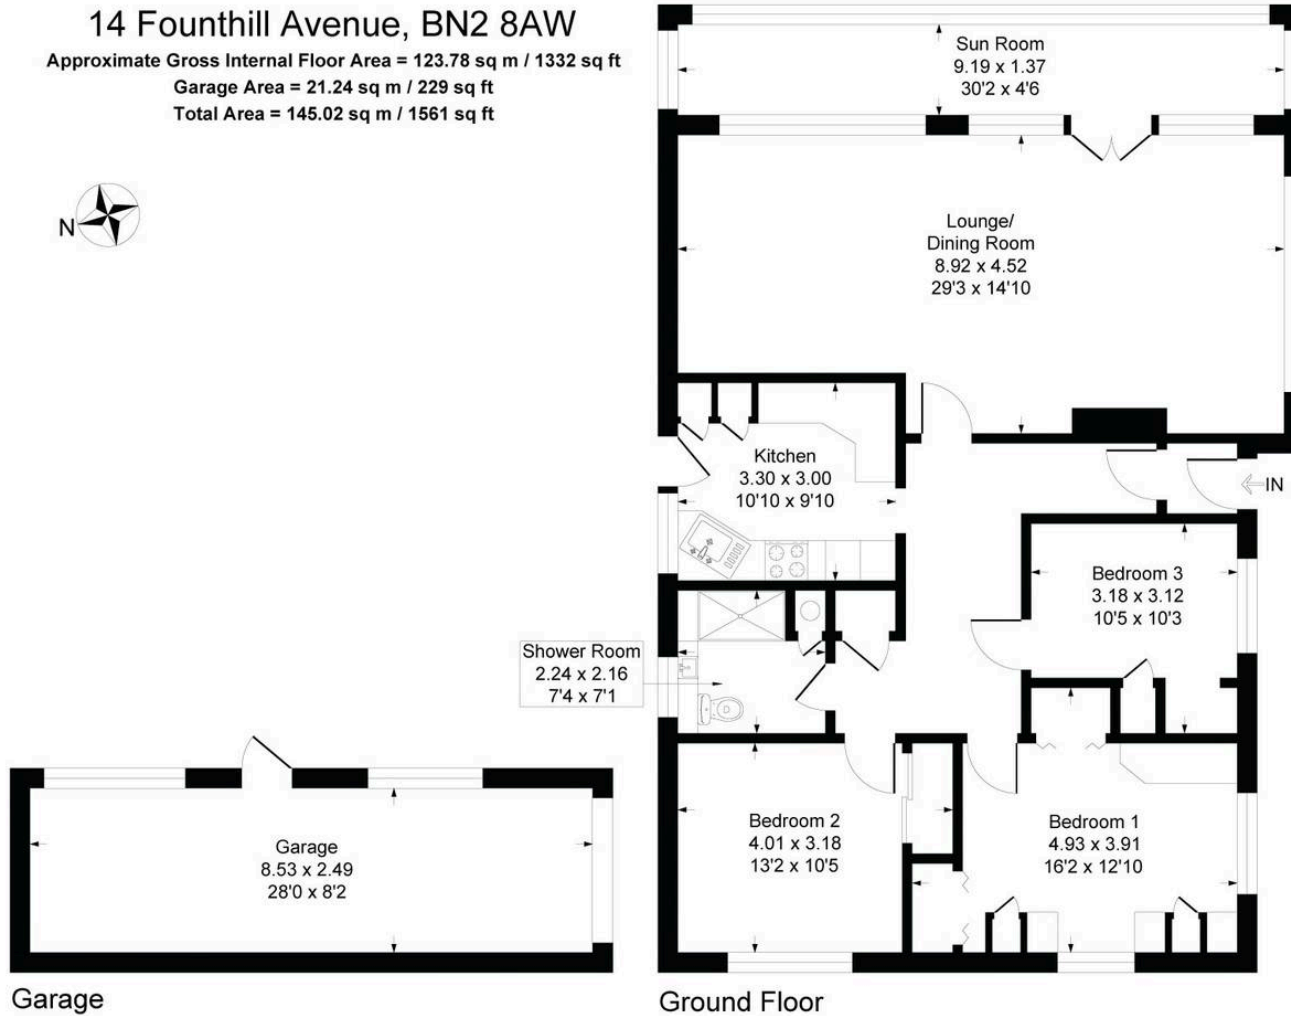 14 Founthill Avenue, BN2 8AW
Approximate Gross Internal Floor Area = 123.78 sq m / 1332 sq ft
Garage Area = 21.24 sq m / 229 sq ft
Total Area = 145.02 sq m / 1561 sq ft
N
Sun Room
9.19 x 1.37
30'2 x 4'6
Lounge/
Dining Room
8.92 x 4.52
29'3 x 14'10
Kitchen
3.30 x 3.00
10'10 x 9'10
IN
Bedroom 3
3.18 x 3.12
10'5 x 10'3
Shower Room
2.24 x 2.16
7'4 x 7'1
Bedroom 2
4.01 x 3.18
13'2 x 10'5
Bedroom 1
4.93 x 3.91
16'2 x 12'10
Garage
8.53 x 2.49
28'0 x 8'2
Garage
Ground Floor